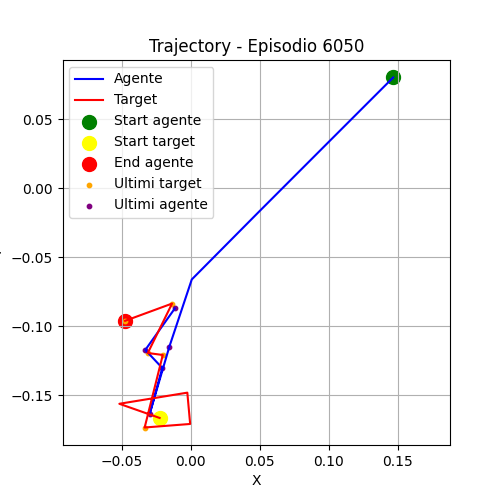 Trajectory - Episodio 6050
Agente
Target
Start agente
Start target
End agente
Ultimi target
Ultimi agente
0.05
0.00
−0.05
−0.10
−0.15
−0.05
0.00
0.05
0.10
0.15
X